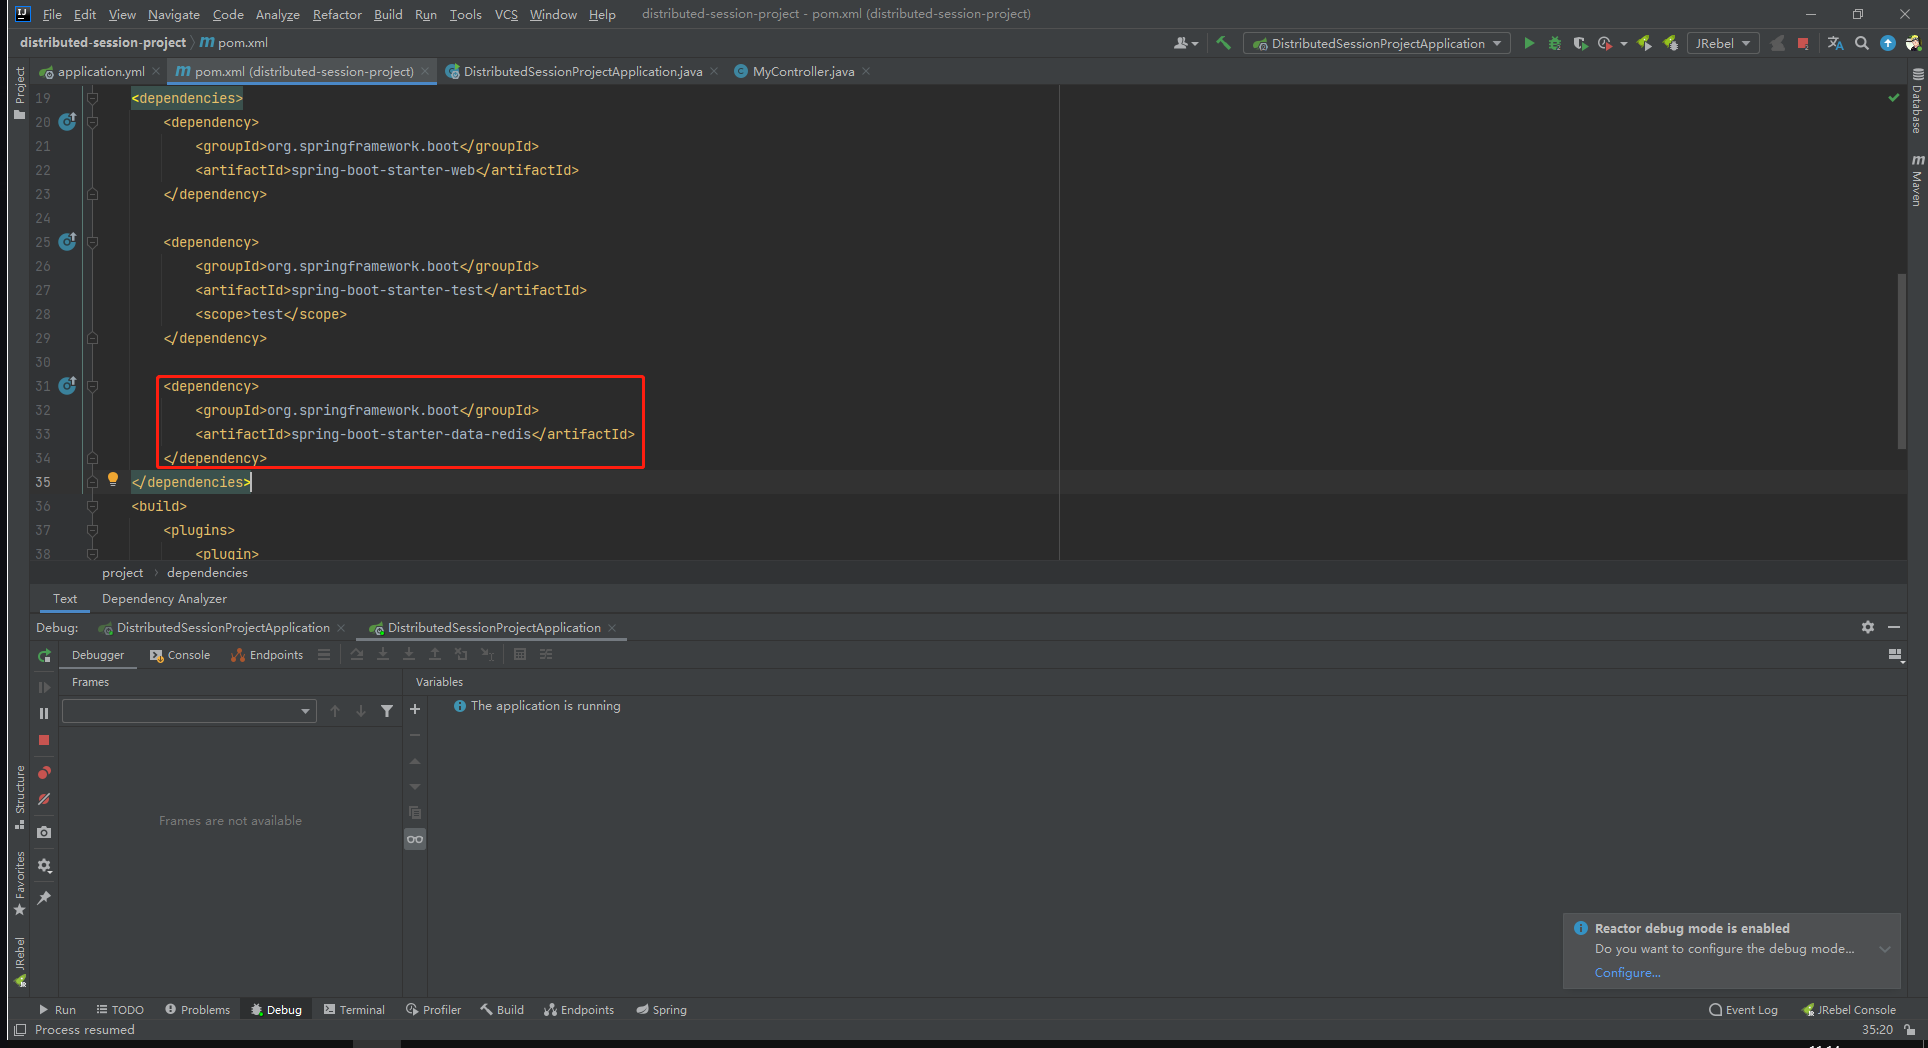 File Edit View Navigate Code Analyze Refactor Build Run Tools VCS Window Help distributed-session-project - pom.xml (distributed-session-project)
distributed-session-project pom.xml DistributedSessionProjectApplication JRebel
application.yml pom.xml (distributed-session-project) DistributedSessionProjectApplication.java MyController.java
Project
Database
Maven
19 <dependencies>
20 <dependency>
21 <groupId>org.springframework.boot</groupId>
22 <artifactId>spring-boot-starter-web</artifactId>
23 </dependency>
24
25 <dependency>
26 <groupId>org.springframework.boot</groupId>
27 <artifactId>spring-boot-starter-test</artifactId>
28 <scope>test</scope>
29 </dependency>
30
31 <dependency>
32 <groupId>org.springframework.boot</groupId>
33 <artifactId>spring-boot-starter-data-redis</artifactId>
34 </dependency>
35 </dependencies>
36 <build>
37 <plugins>
38 <plugin>
project dependencies
Text Dependency Analyzer
Debug: DistributedSessionProjectApplication DistributedSessionProjectApplication
Debugger Console Endpoints
Frames Variables
The application is running
Frames are not available
Structure
Favorites
JRebel
Reactor debug mode is enabled
Do you want to configure the debug mode...
Configure...
Run TODO Problems Debug Terminal Profiler Build Endpoints Spring Event Log JRebel Console
Process resumed 35:20